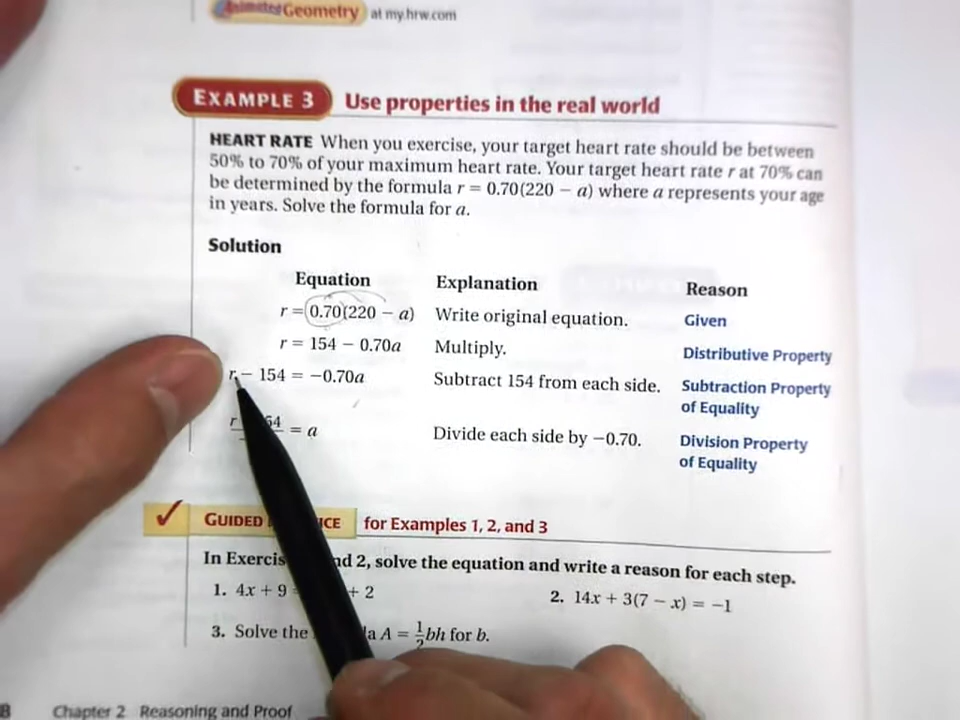 Animated Geometry at my.hrw.com
EXAMPLE 3 Use properties in the real world
HEART RATE When you exercise, your target heart rate should be between
50% to 70% of your maximum heart rate. Your target heart rate r at 70% can
be determined by the formula r = 0.70(220 − a) where a represents your age
in years. Solve the formula for a.
Solution
Equation Explanation Reason
r = 0.70(220 − a) Write original equation. Given
r = 154 − 0.70a Multiply. Distributive Property
r − 154 = −0.70a Subtract 154 from each side. Subtraction Property
of Equality
r 54
= a Divide each side by −0.70. Division Property
of Equality
GUIDED for Examples 1, 2, and 3
In Exercis nd 2, solve the equation and write a reason for each step.
1. 4x + 9 + 2 2. 14x + 3(7 − x) = −1
3. Solve the a A = 1/2 bh for b.
Chapter 2 Reasoning and Proof